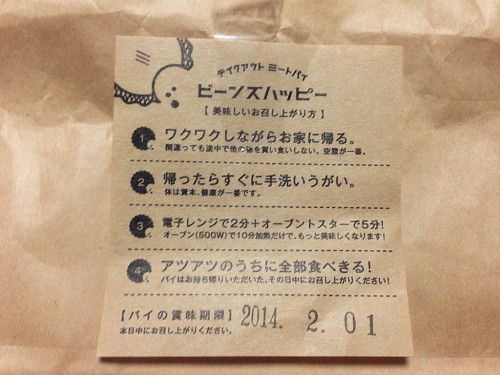 テイクアウト ミートパイ
ビーンズハッピー
【 美味しいお召し上がり方 】
1 ワクワクしながらお家に帰る。
間違っても途中で他の物を買い食いしない。空腹が一番。
2 帰ったらすぐに手洗いうがい。
体は資本、健康が一番です。
3 電子レンジで2分+オーブントスターで5分!
オーブン(500W)で10分加熱だけで、もっと美味しくなります!
4 アツアツのうちに全部食べきる!
パイはお持ち帰りいただいた、その日中にお召し上がりください!
【パイの賞味期限】 2014. 2. 01
本日中にお召し上がりください。